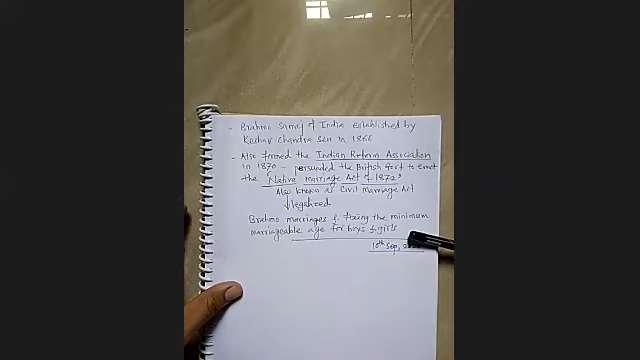 - Brahmo Samaj of India established by
Keshav Chandra Sen in 1866
- Also formed the Indian Reform Association
in 1870 - persuaded the British Govt to enact
the "Native Marriage Act of 1872"
Also known as Civil Marriage Act
↓ legalized
Brahmo marriages & fixing the minimum
marriageable age for boys & girls
10th Sep,